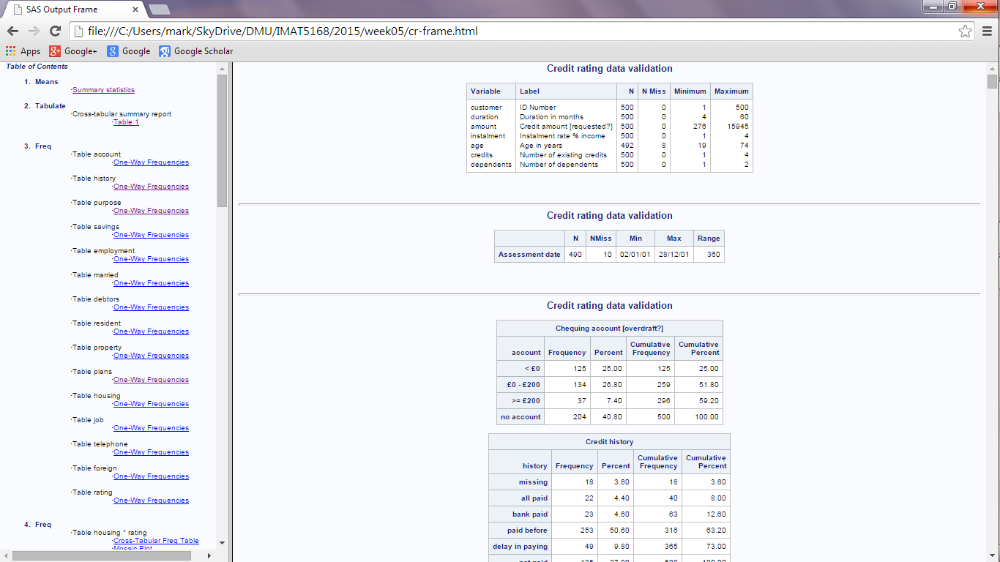 SAS Output Frame
file:///C:/Users/mark/SkyDrive/DMU/IMAT5168/2015/week05/cr-frame.html
Apps Google+ Google Google Scholar
Table of Contents
1. Means
·Summary statistics
2. Tabulate
·Cross-tabular summary report
·Table 1
3. Freq
·Table account
·One-Way Frequencies
·Table history
·One-Way Frequencies
·Table purpose
·One-Way Frequencies
·Table savings
·One-Way Frequencies
·Table employment
·One-Way Frequencies
·Table married
·One-Way Frequencies
·Table debtors
·One-Way Frequencies
·Table resident
·One-Way Frequencies
·Table property
·One-Way Frequencies
·Table plans
·One-Way Frequencies
·Table housing
·One-Way Frequencies
·Table job
·One-Way Frequencies
·Table telephone
·One-Way Frequencies
·Table foreign
·One-Way Frequencies
·Table rating
·One-Way Frequencies
4. Freq
·Table housing * rating
·Cross-Tabular Freq Table
·Mosaic Plot
Credit rating data validation
Variable Label N N Miss Minimum Maximum
customer ID Number 500 0 1 500
duration Duration in months 500 0 4 60
amount Credit amount [requested?] 500 0 276 15945
instalment Instalment rate % income 500 0 1 4
age Age in years 492 8 19 74
credits Number of existing credits 500 0 1 4
dependents Number of dependents 500 0 1 2
Credit rating data validation
N NMiss Min Max Range
Assessment date 490 10 02/01/01 28/12/01 360
Credit rating data validation
Chequing account [overdraft?]
account Frequency Percent Cumulative Frequency Cumulative Percent
< £0 125 25.00 125 25.00
£0 - £200 134 26.80 259 51.80
>= £200 37 7.40 296 59.20
no account 204 40.80 500 100.00
Credit history
history Frequency Percent Cumulative Frequency Cumulative Percent
missing 18 3.60 18 3.60
all paid 22 4.40 40 8.00
bank paid 23 4.60 63 12.60
paid before 253 50.60 316 63.20
delay in paying 49 9.80 365 73.00